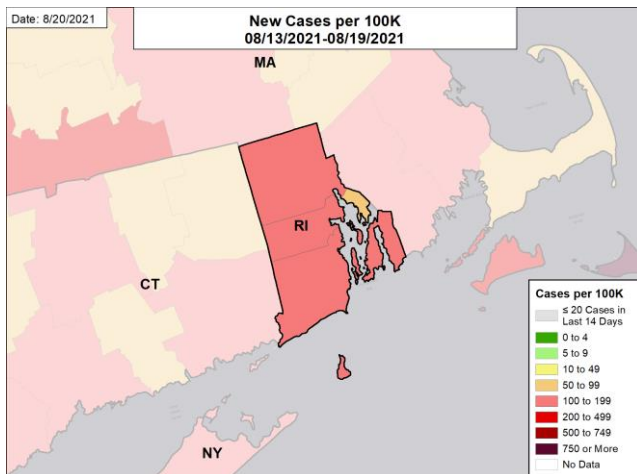 Date: 8/20/2021
New Cases per 100K
08/13/2021-08/19/2021
MA
RI
CT
NY
Cases per 100K
≤ 20 Cases in
Last 14 Days
0 to 4
5 to 9
10 to 49
50 to 99
100 to 199
200 to 499
500 to 749
750 or More
No Data